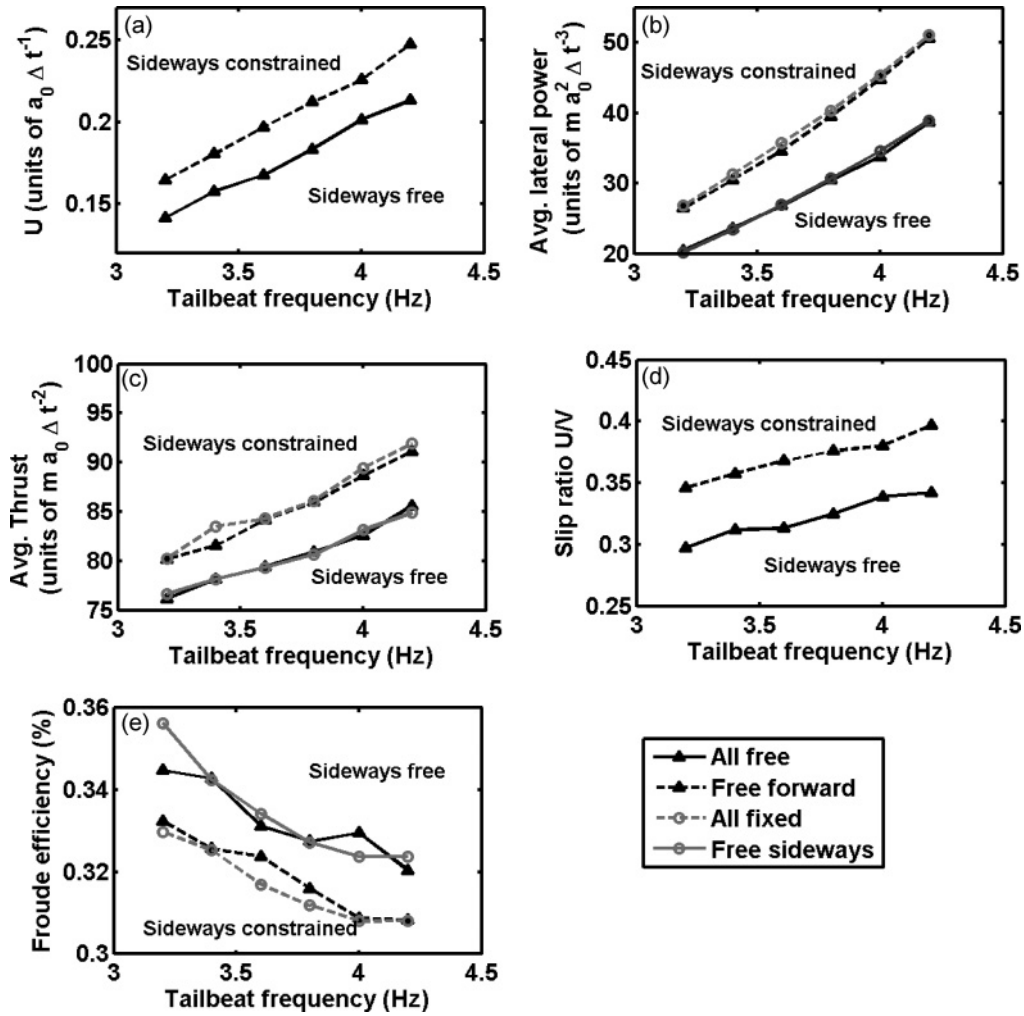 (a)
0.25
0.2
0.15
U (units of a₀ Δ t⁻¹)
Sideways constrained
Sideways free
3 3.5 4 4.5
Tailbeat frequency (Hz)
(b)
50
40
30
20
Avg. lateral power
(units of m a₀² Δ t⁻³)
Sideways constrained
Sideways free
3 3.5 4 4.5
Tailbeat frequency (Hz)
(c)
100
95
90
85
80
75
Avg. Thrust
(units of m a₀ Δ t⁻²)
Sideways constrained
Sideways free
3 3.5 4 4.5
Tailbeat frequency (Hz)
(d)
0.45
0.4
0.35
0.3
0.25
Slip ratio U/V
Sideways constrained
Sideways free
3 3.5 4 4.5
Tailbeat frequency (Hz)
(e)
0.36
0.34
0.32
0.3
Froude efficiency (%)
Sideways free
Sideways constrained
3 3.5 4 4.5
Tailbeat frequency (Hz)
All free
Free forward
All fixed
Free sideways